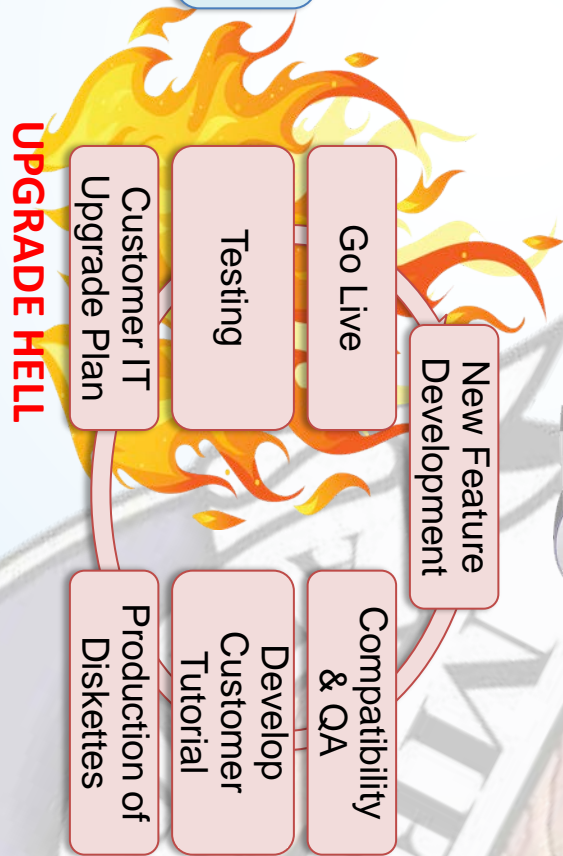 New Feature
Development
Compatibility
& QA
Develop
Customer
Tutorial
Production of
Diskettes
Customer IT
Upgrade Plan
Testing
Go Live
UPGRADE HELL